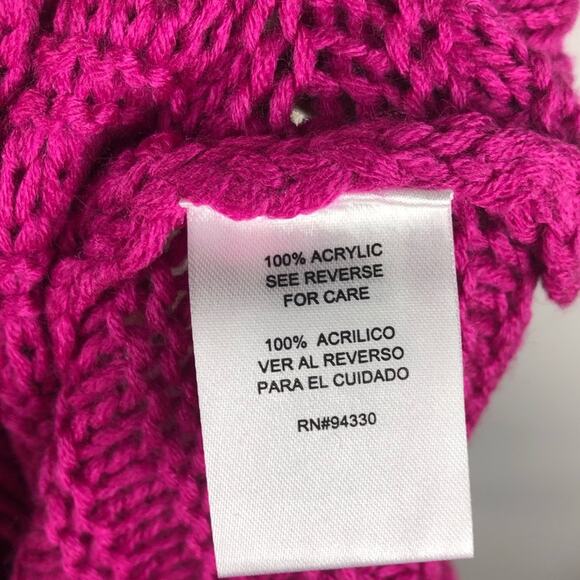 100% ACRYLIC
SEE REVERSE
FOR CARE
100% ACRILICO
VER AL REVERSO
PARA EL CUIDADO
RN#94330